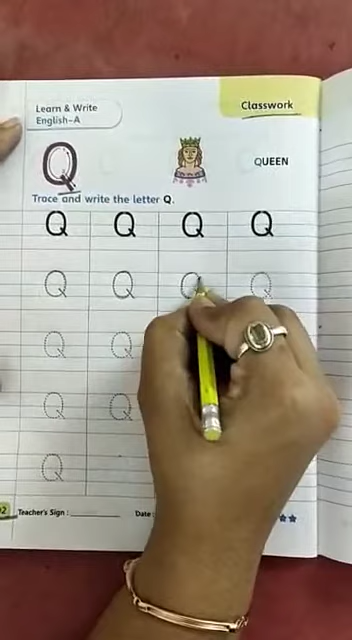 Learn & Write
English-A
Classwork
Q
QUEEN
Trace and write the letter Q.
Q Q Q Q
Q Q Q Q
Q Q
Q Q
Q
Teacher's Sign : Date :